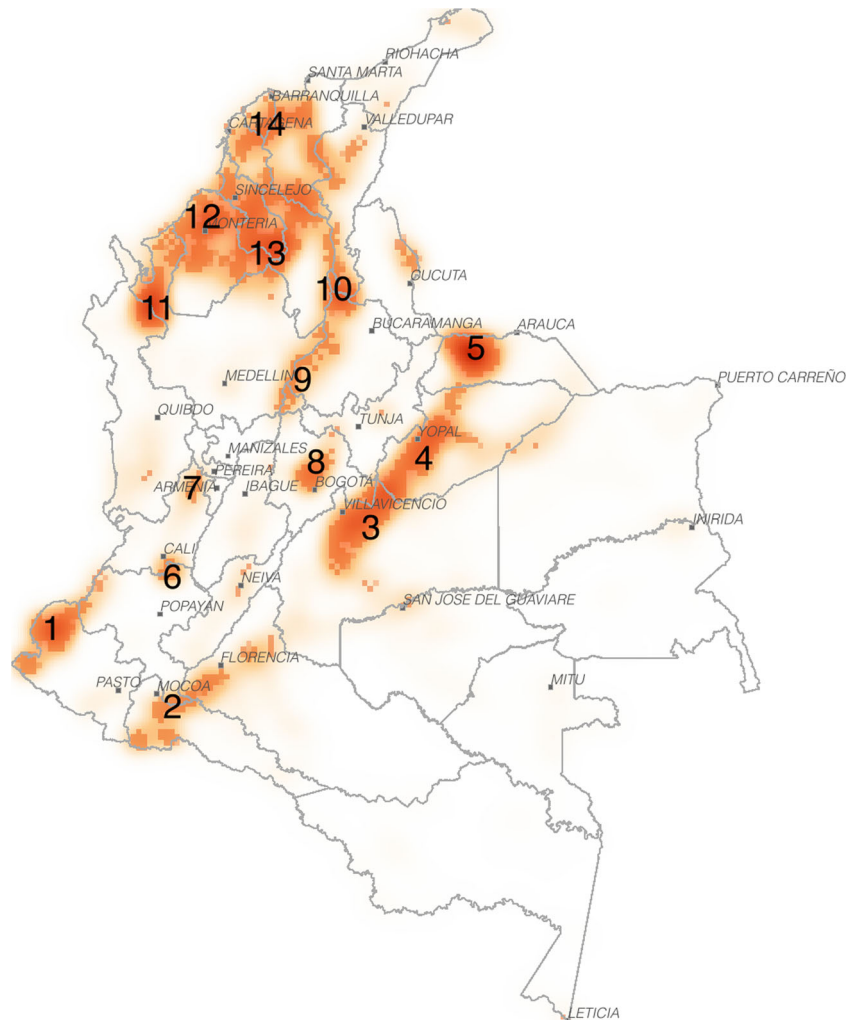 RIOHACHA
SANTA MARTA
BARRANQUILLA
14
CARTAGENA
VALLEDUPAR
SINCELEJO
12
MONTERIA
13
CUCUTA
10
11
BUCARAMANGA
ARAUCA
5
MEDELLIN
9
PUERTO CARREÑO
QUIBDO
TUNJA
YOPAL
MANIZALES
4
8
PEREIRA
7
ARMENIA
IBAGUE
BOGOTÁ
VILLAVICENCIO
3
INIRIDA
CALI
6
NEIVA
SAN JOSE DEL GUAVIARE
POPAYÁN
1
FLORENCIA
PASTO
MOCOA
MITU
2
LETICIA